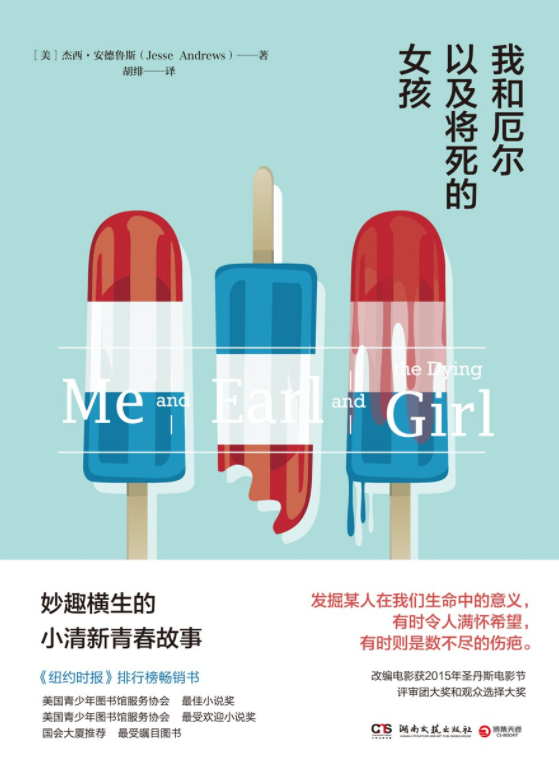 [美]杰西·安德鲁斯(Jesse Andrews)——著
胡绯——译
我和厄尔
以及将死的
女孩
Me and Earl and the Dying Girl
妙趣横生的
小清新青春故事
《纽约时报》排行榜畅销书
美国青少年图书馆服务协会 最佳小说奖
美国青少年图书馆服务协会 最受欢迎小说奖
国会大厦推荐 最受瞩目图书
发掘某人在我们生命中的意义，
有时令人满怀希望，
有时则是数不尽的伤疤。
改编电影获2015年圣丹斯电影节
评审团大奖和观众选择大奖
湖南文艺出版社
博集天卷
CS-BOOKY